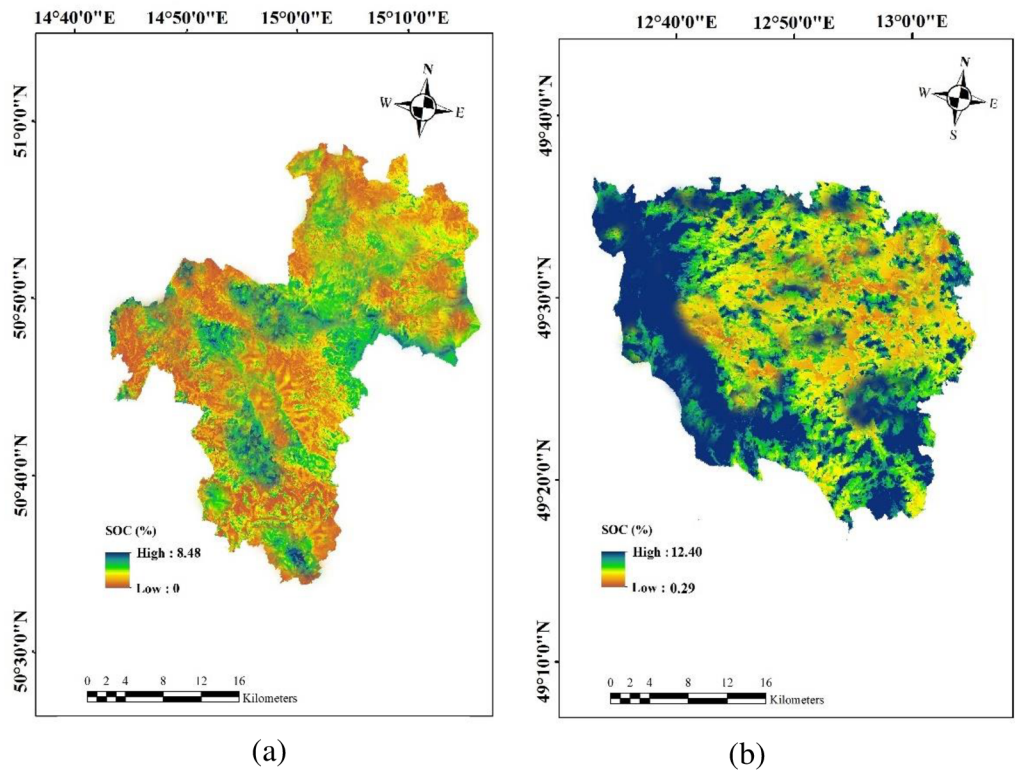 14°40'0"E 14°50'0"E 15°0'0"E 15°10'0"E
51°0'0"N
50°50'0"N
50°40'0"N
50°30'0"N
N
W E
SOC (%)
High : 8.48
Low : 0
0 2 4 8 12 16
Kilometers
(a)
12°40'0"E 12°50'0"E 13°0'0"E
49°40'0"N
49°30'0"N
49°20'0"N
49°10'0"N
N
W E
S
SOC (%)
High : 12.40
Low : 0.29
0 2 4 8 12 16
Kilometers
(b)